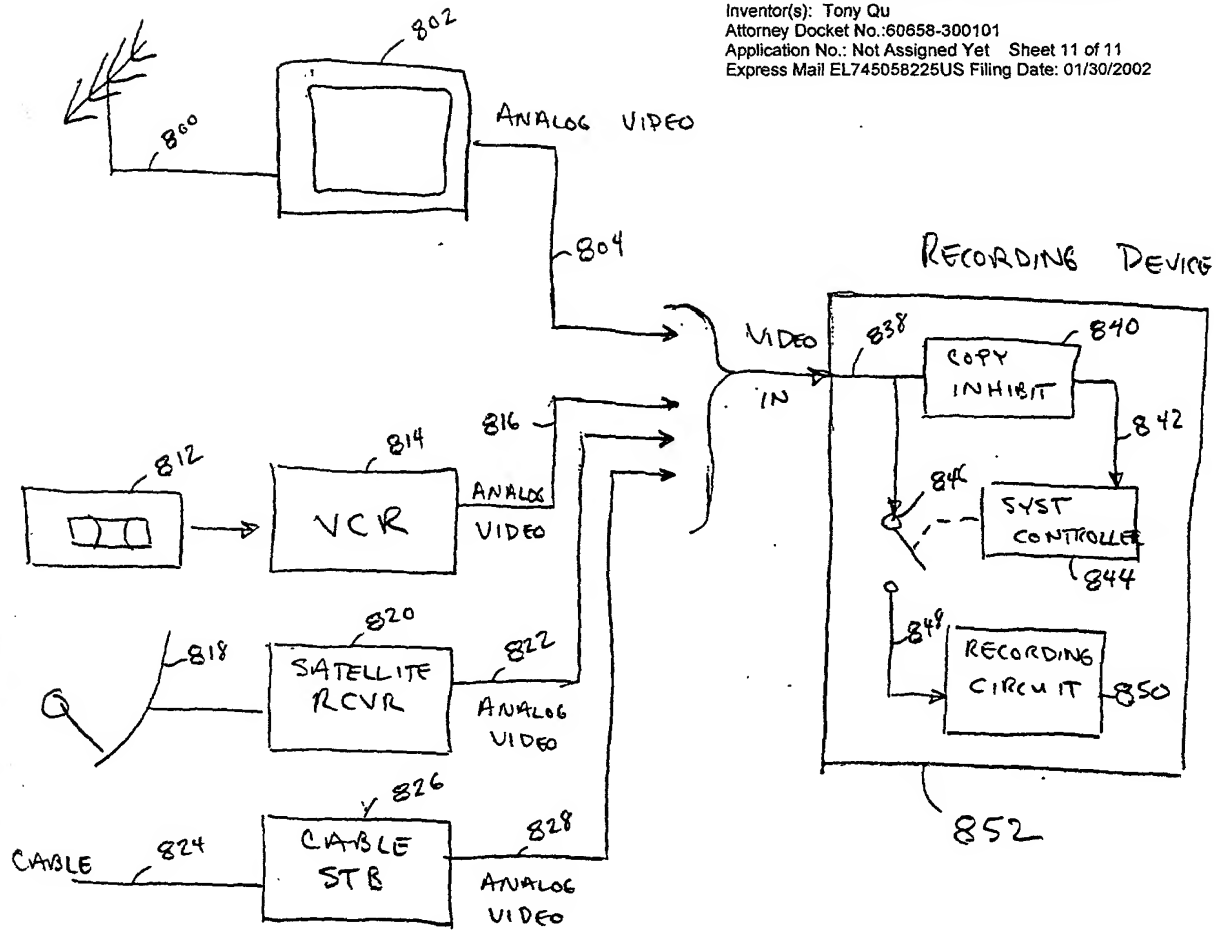 Inventor(s): Tony Qu
Attorney Docket No.:60658-300101
Application No.: Not Assigned Yet Sheet 11 of 11
Express Mail EL745058225US Filing Date: 01/30/2002
802
800
ANALOG VIDEO
804
RECORDING DEVICE
VIDEO
IN
838
840
COPY
INHIBIT
842
816
812
814
VCR
ANALOG
VIDEO
846
SYST
CONTROLLER
844
818
820
SATELLITE
RCVR
822
ANALOG
VIDEO
848
RECORDING
CIRCUIT
850
852
826
CABLE
824
CABLE
STB
828
ANALOG
VIDEO